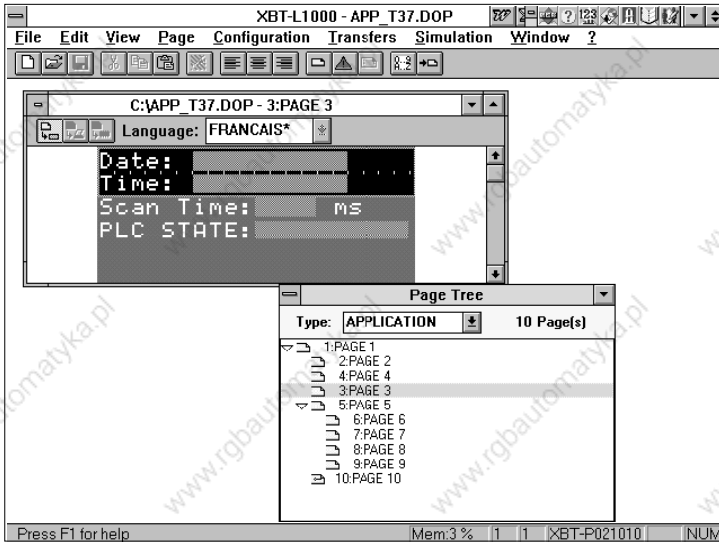 XBT-L1000 - APP_T37.DOP
File Edit View Page Configuration Transfers Simulation Window ?
C:\APP_T37.DOP - 3:PAGE 3
Language: FRANCAIS*
Date:
Time:
Scan Time: ms
PLC STATE:
Page Tree
Type: APPLICATION 10 Page(s)
1:PAGE 1
2:PAGE 2
4:PAGE 4
3:PAGE 3
5:PAGE 5
6:PAGE 6
7:PAGE 7
8:PAGE 8
9:PAGE 9
10:PAGE 10
Press F1 for help Mem:3 % 1 1 XBT-P021010 NUM
www.rgbautomatyka.pl